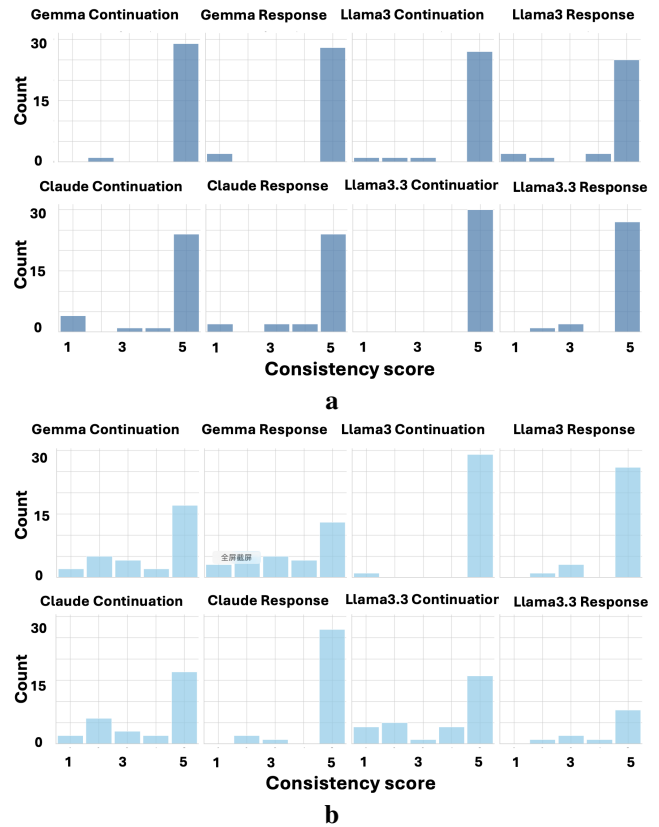 Gemma Continuation Gemma Response Llama3 Continuation Llama3 Response
30
Count
15
0
Claude Continuation Claude Response Llama3.3 Continuation Llama3.3 Response
30
Count
15
0
1 3 5 1 3 5 1 3 5 1 3 5
Consistency score
a
Gemma Continuation Gemma Response Llama3 Continuation Llama3 Response
30
Count
15
全屏截屏
0
Claude Continuation Claude Response Llama3.3 Continuation Llama3.3 Response
30
Count
15
0
1 3 5 1 3 5 1 3 5 1 3 5
Consistency score
b